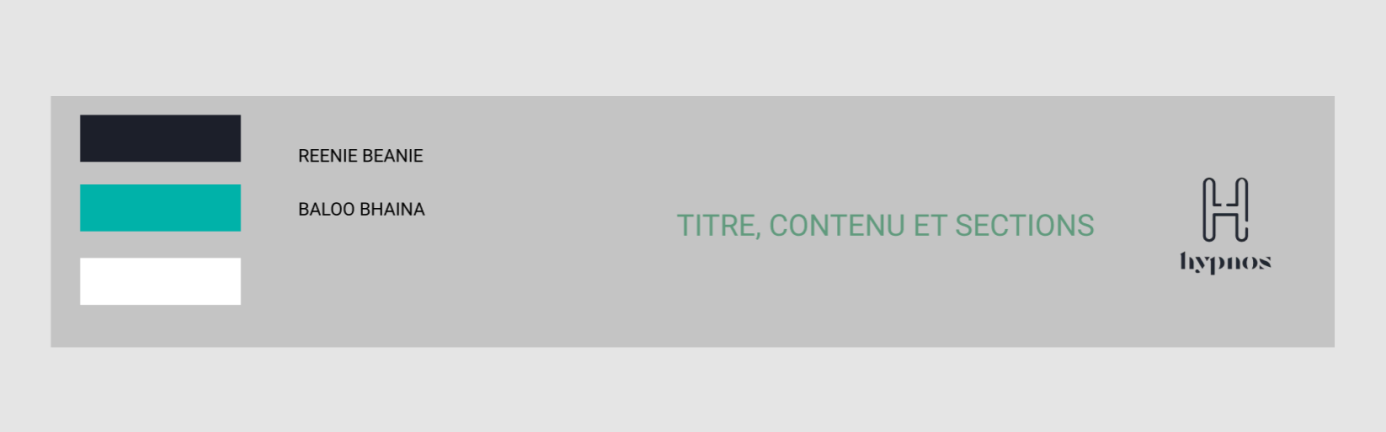 REENIE BEANIE
BALOO BHAINA
TITRE, CONTENU ET SECTIONS
H
hypnos